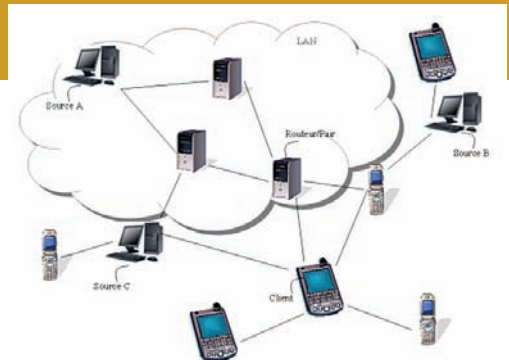 LAN
Source A
Routeur/Pair
Source B
Source C
Client